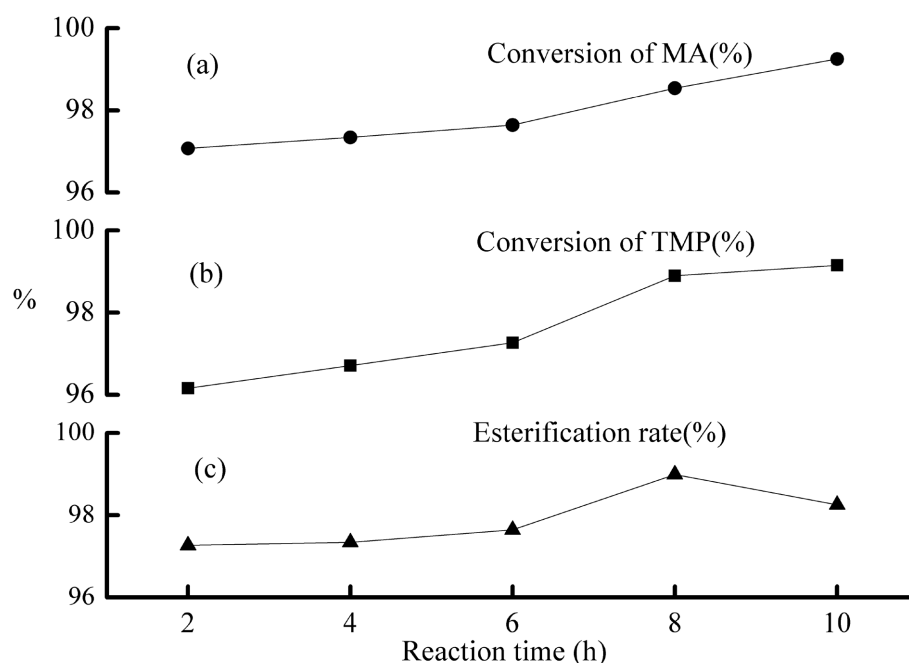 100
Conversion of MA(%)
(a)
98
96
100
Conversion of TMP(%)
(b)
%
98
96
100
Esterification rate(%)
(c)
98
96
2 4 6 8 10
Reaction time (h)